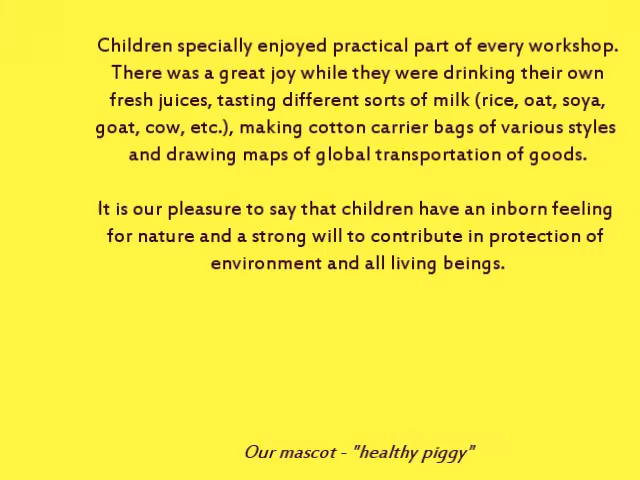 Children specially enjoyed practical part of every workshop.
There was a great joy while they were drinking their own
fresh juices, tasting different sorts of milk (rice, oat, soya,
goat, cow, etc.), making cotton carrier bags of various styles
and drawing maps of global transportation of goods.
It is our pleasure to say that children have an inborn feeling
for nature and a strong will to contribute in protection of
environment and all living beings.
Our mascot - "healthy piggy"